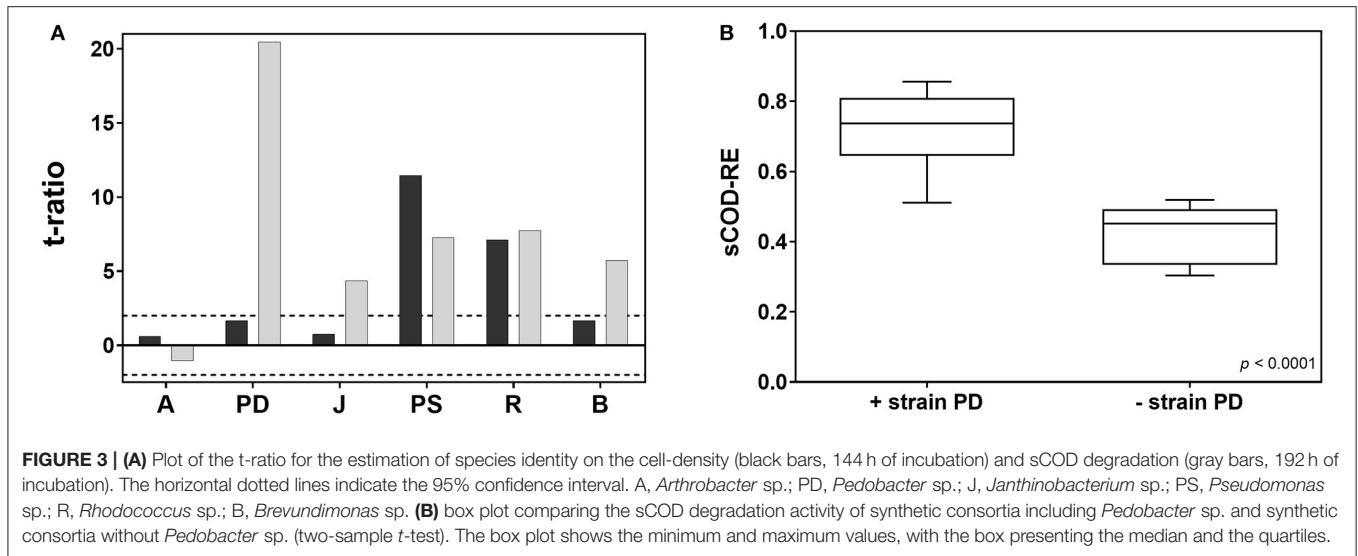 A
t-ratio
20
15
10
5
0
A PD J PS R B
B
sCOD-RE
1.0
0.8
0.6
0.4
0.2
0.0
p < 0.0001
+ strain PD - strain PD
FIGURE 3 | (A) Plot of the t-ratio for the estimation of species identity on the cell-density (black bars, 144 h of incubation) and sCOD degradation (gray bars, 192 h of
incubation). The horizontal dotted lines indicate the 95% confidence interval. A, Arthrobacter sp.; PD, Pedobacter sp.; J, Janthinobacterium sp.; PS, Pseudomonas
sp.; R, Rhodococcus sp.; B, Brevundimonas sp. (B) box plot comparing the sCOD degradation activity of synthetic consortia including Pedobacter sp. and synthetic
consortia without Pedobacter sp. (two-sample t-test). The box plot shows the minimum and maximum values, with the box presenting the median and the quartiles.